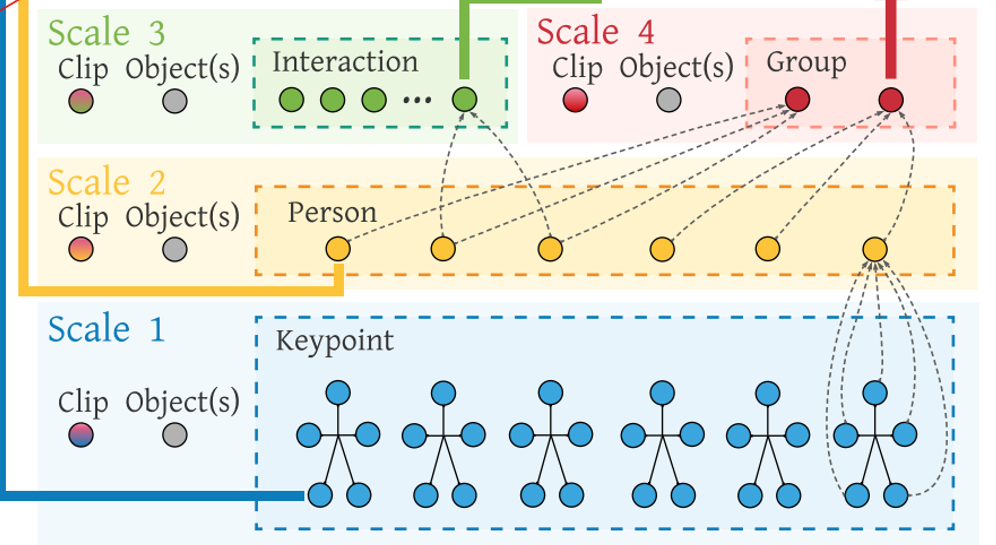 Scale 3
Clip Object(s)
Interaction
...
Scale 4
Clip Object(s)
Group
Scale 2
Clip Object(s)
Person
Scale 1
Clip Object(s)
Keypoint